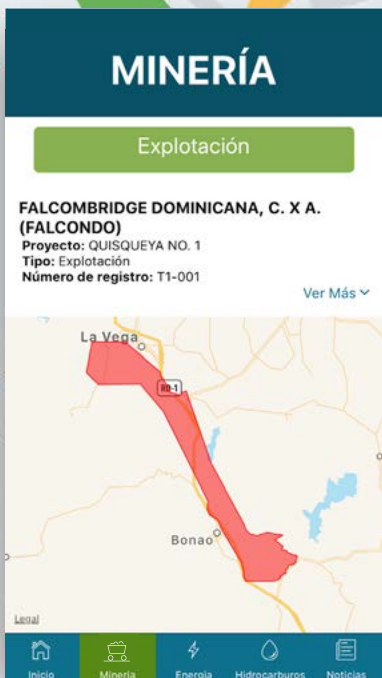 MINERÍA
Explotación
FALCOMBRIDGE DOMINICANA, C. X A.
(FALCONDO)
Proyecto: QUISQUEYA NO. 1
Tipo: Explotación
Número de registro: T1-001
Ver Más
La Vega
RD-1
Bonao
Legal
Inicio
Minería
Energía
Hidrocarburos
Noticias